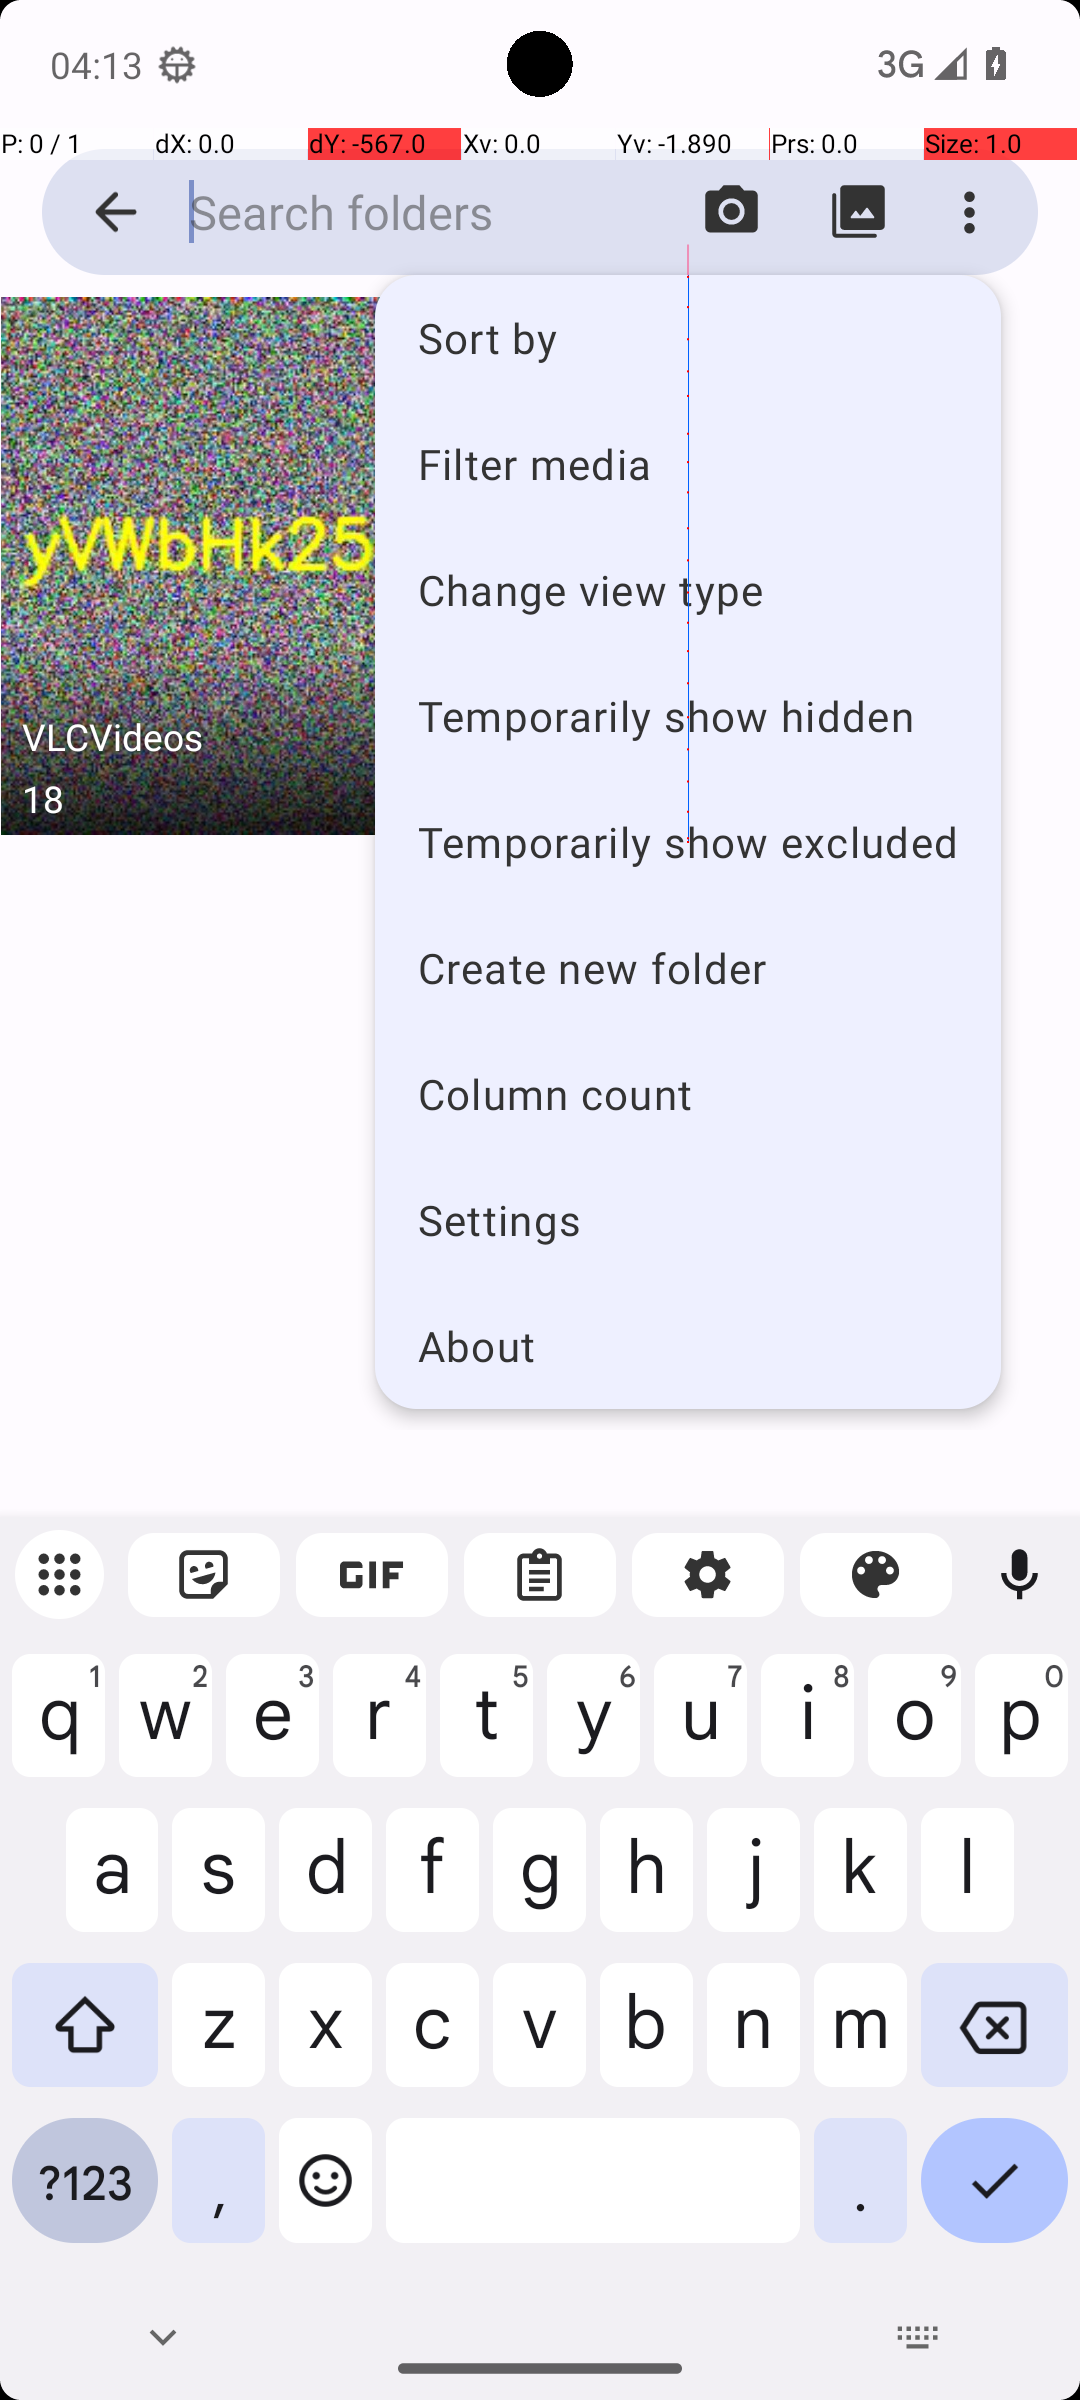 04:13
3G
P: 0 / 1
dX: 0.0
dY: -567.0
Xv: 0.0
Yv: -1.890
Prs: 0.0
Size: 1.0
Search folders
yVWbHk25
VLCVideos
18
Sort by
Filter media
Change view type
Temporarily show hidden
Temporarily show excluded
Create new folder
Column count
Settings
About
GIF
q 1 w 2 e 3 r 4 t 5 y 6 u 7 i 8 o 9 p 0
a s d f g h j k l
z x c v b n m
?123 , .